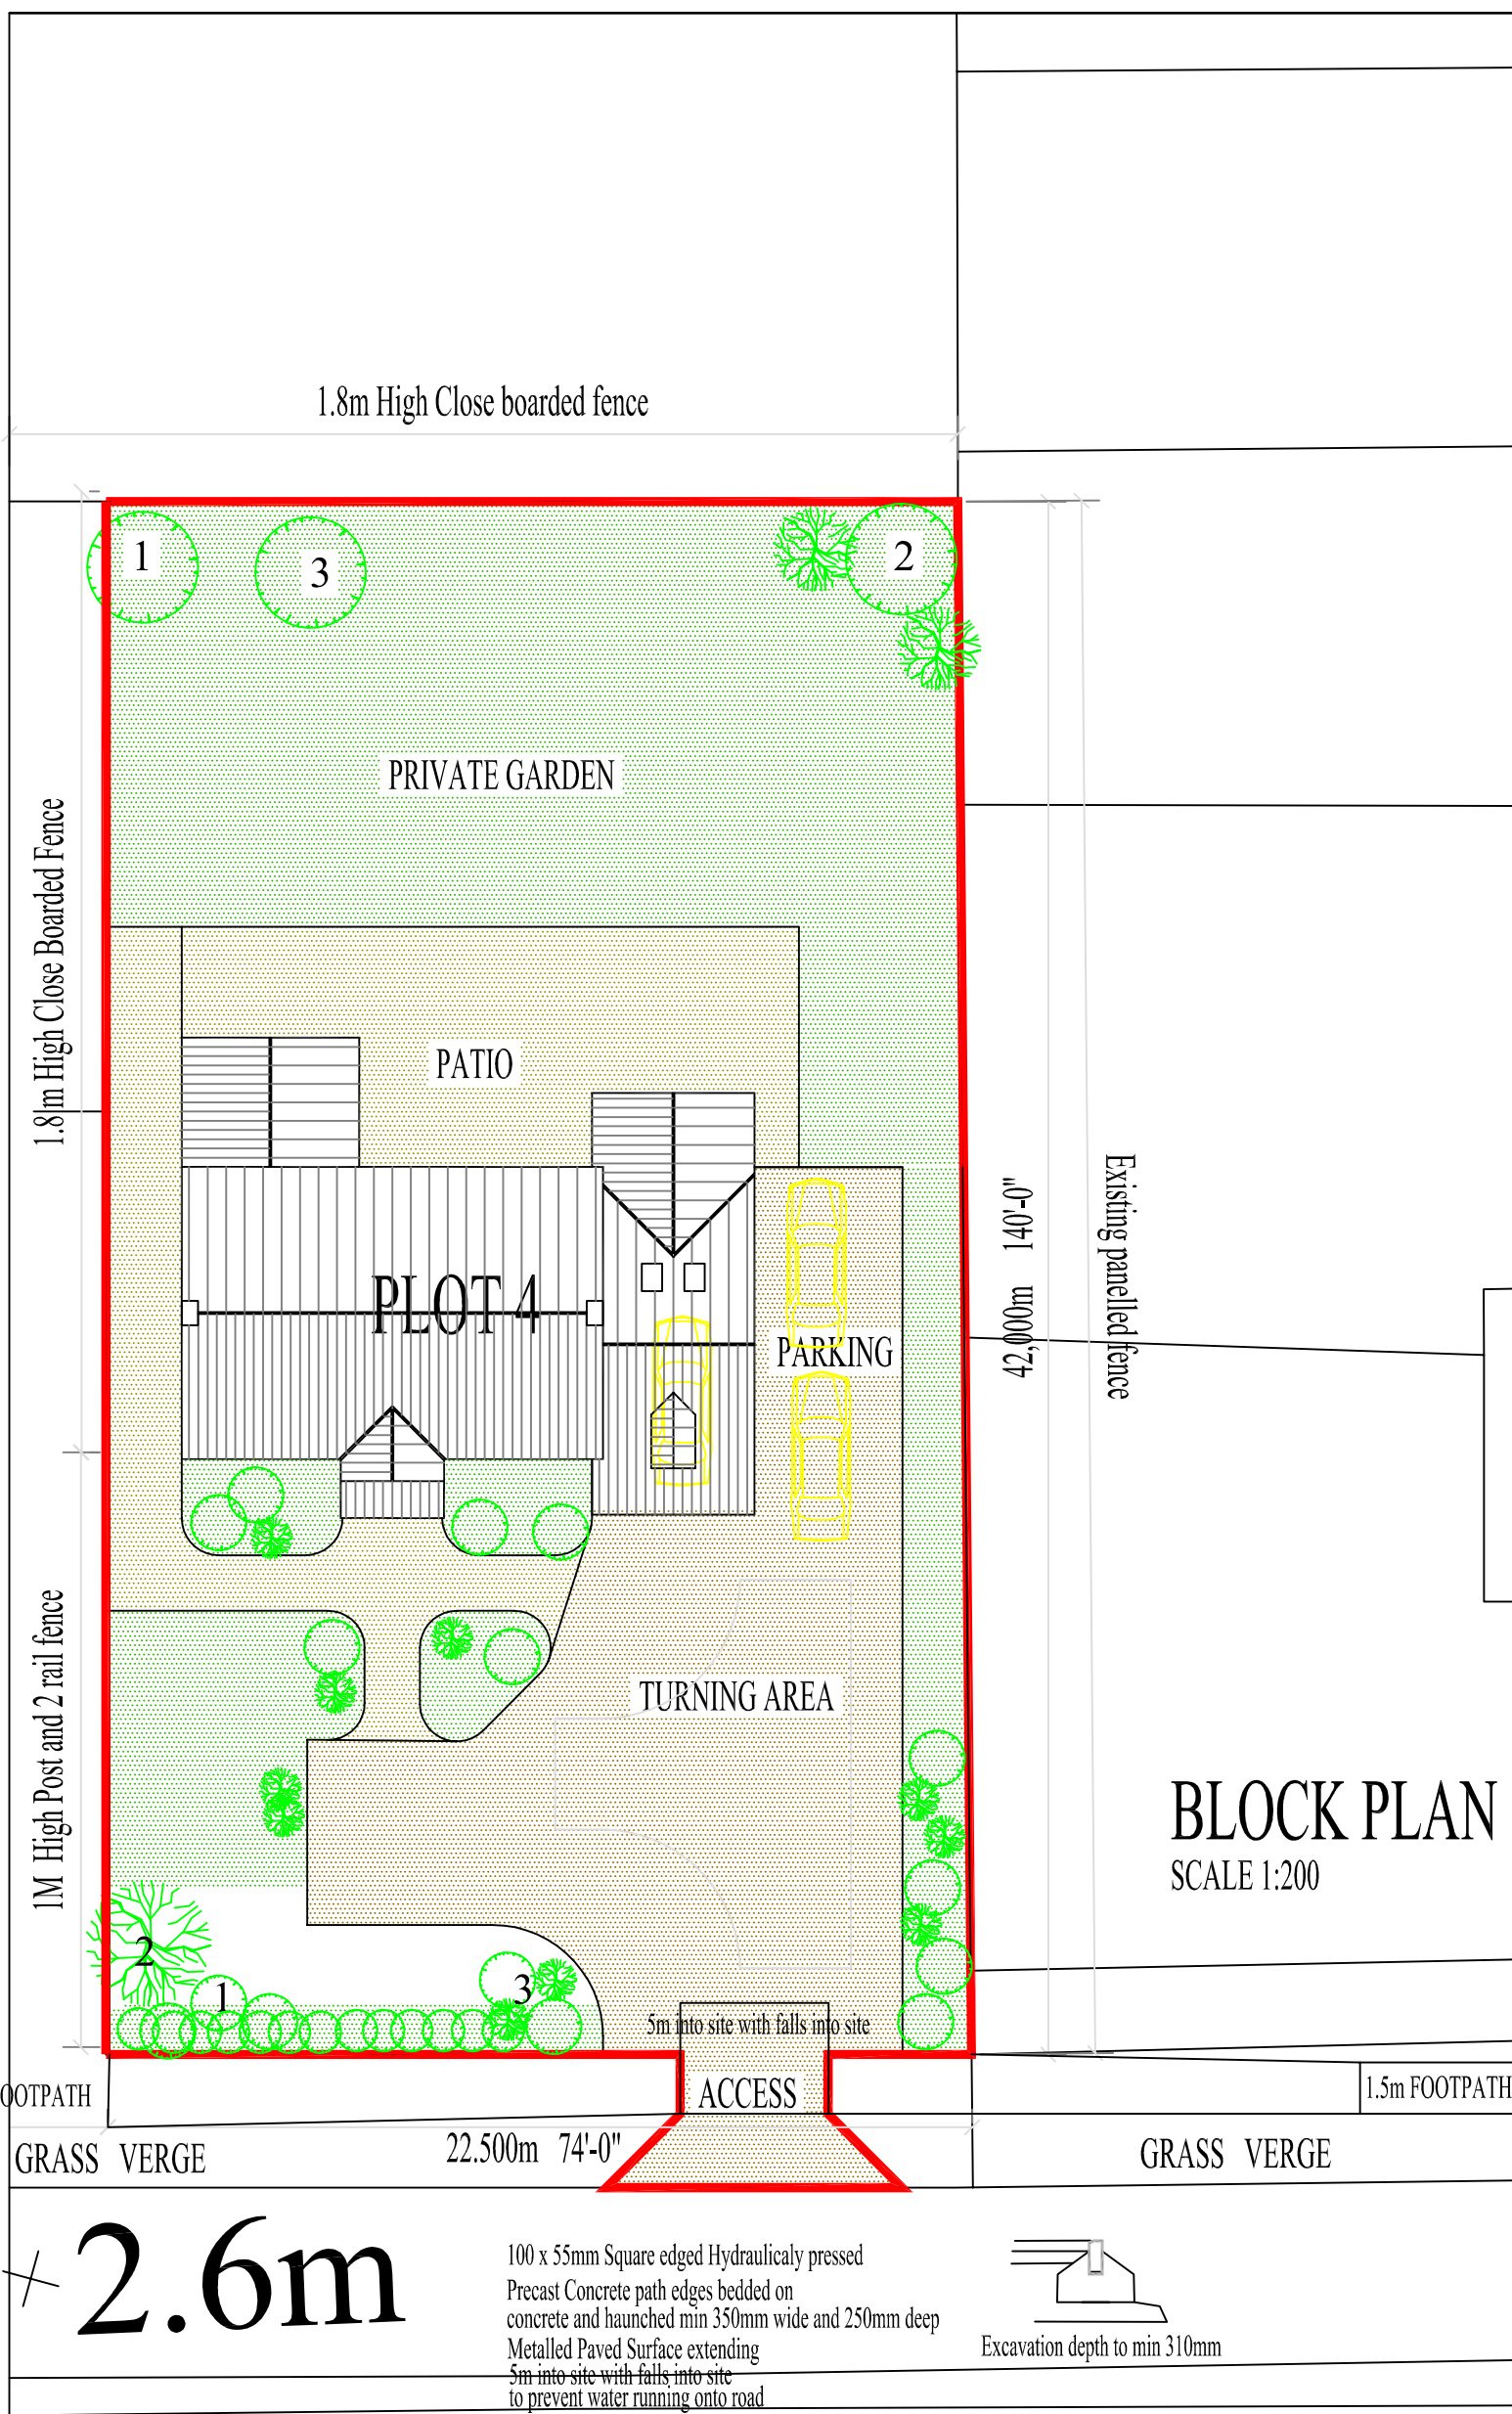 1.8m High Close boarded fence
1
3
2
PRIVATE GARDEN
1.8 m High Close Boarded Fence
PATIO
PLOT 4
PARKING
42,000m 140'-0"
Existing panelled fence
1M High Post and 2 rail fence
TURNING AREA
BLOCK PLAN
SCALE 1:200
2
1
3
5m into site with falls into site
ACCESS
OOTPATH
1.5m FOOTPATH
22.500m 74'-0"
GRASS VERGE
GRASS VERGE
2.6m
100 x 55mm Square edged Hydraulicaly pressed
Precast Concrete path edges bedded on
concrete and haunched min 350mm wide and 250mm deep
Metalled Paved Surface extending
5m into site with falls into site
to prevent water running onto road
Excavation depth to min 310mm